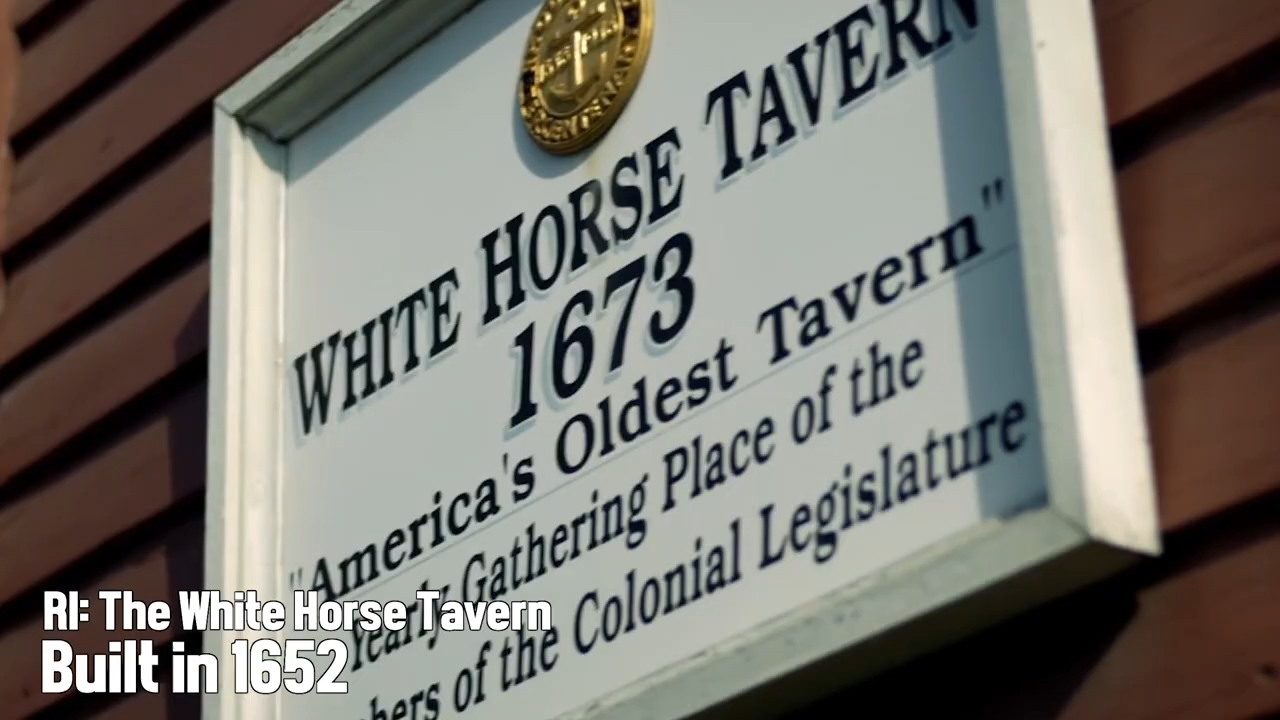 WHITE HORSE TAVERN
1673
"America's Oldest Tavern"
Yearly Gathering Place of the
of the Colonial Legislature
RI: The White Horse Tavern
Built in 1652